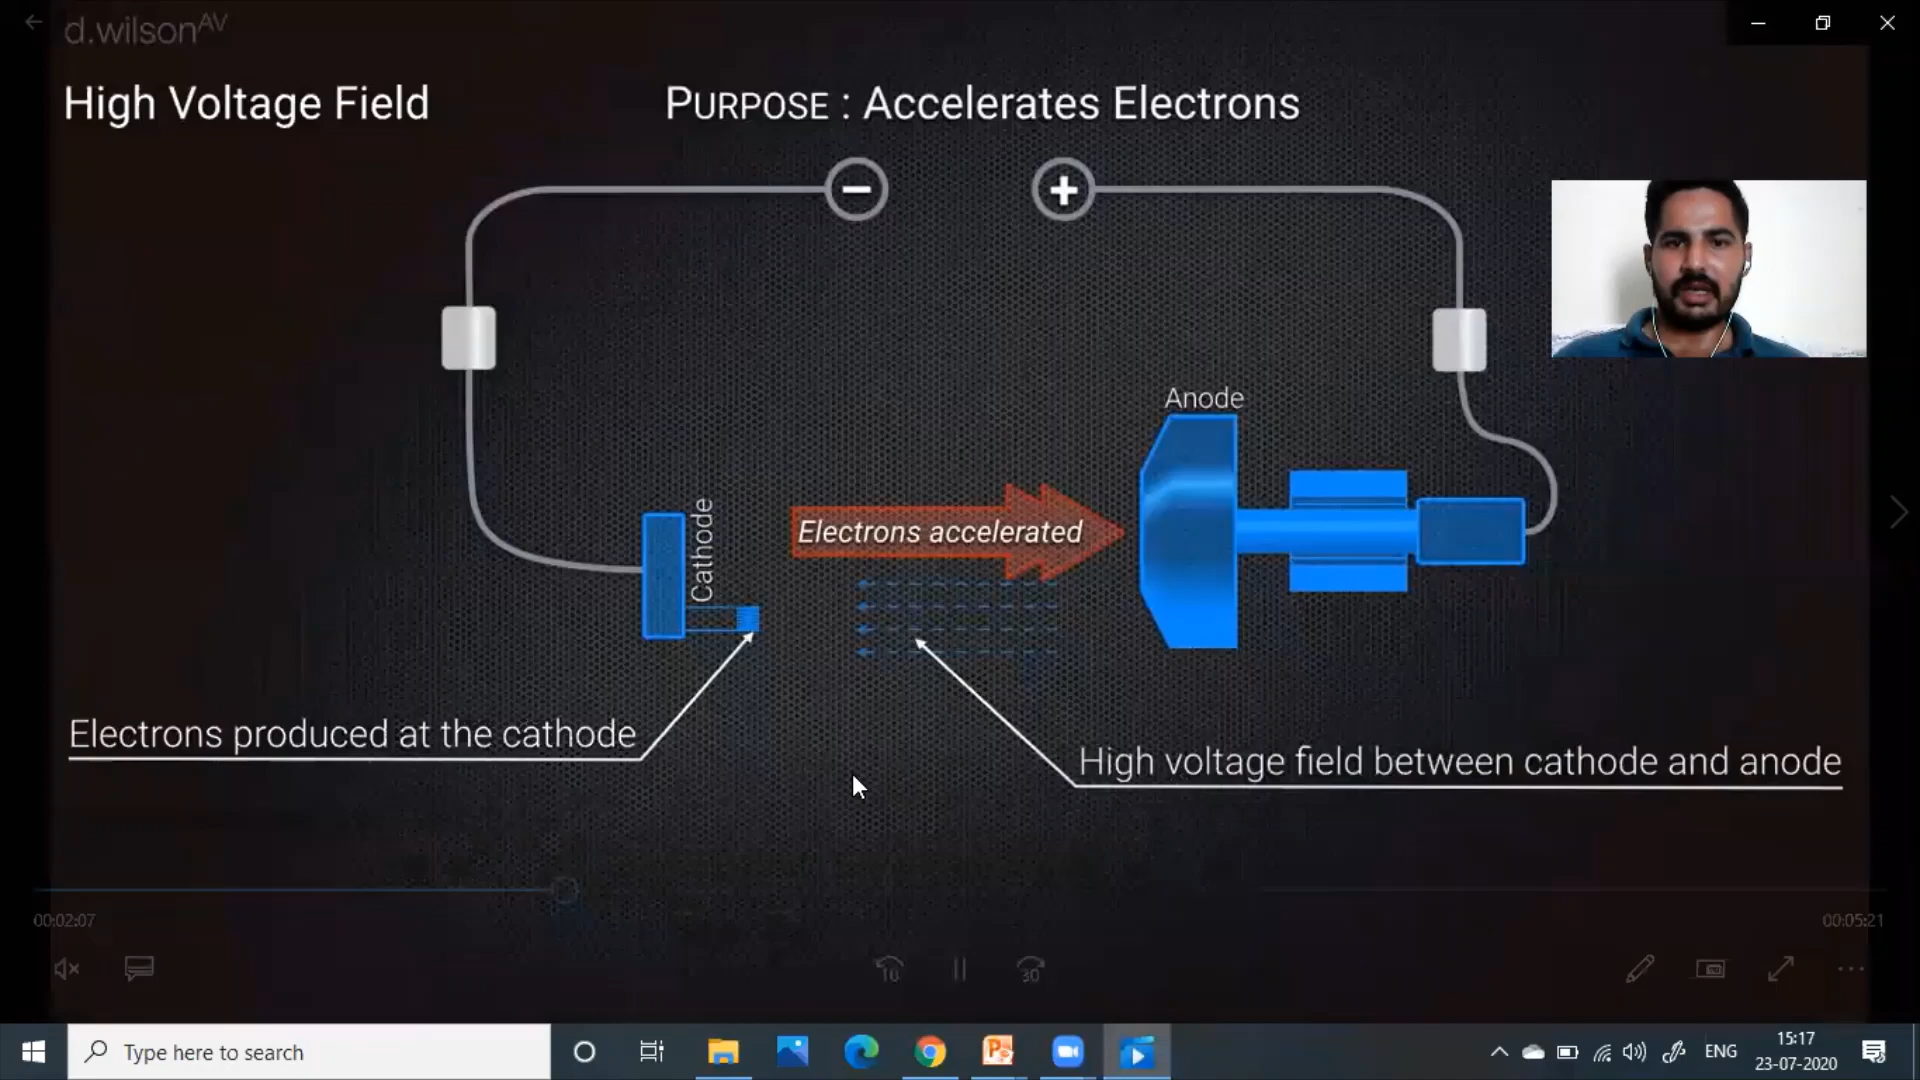 d.wilsonAV
High Voltage Field
PURPOSE : Accelerates Electrons
Anode
Cathode
Electrons accelerated
Electrons produced at the cathode
High voltage field between cathode and anode
00:02:07
00:05:21
10
30
Type here to search
ENG
15:17
23-07-2020